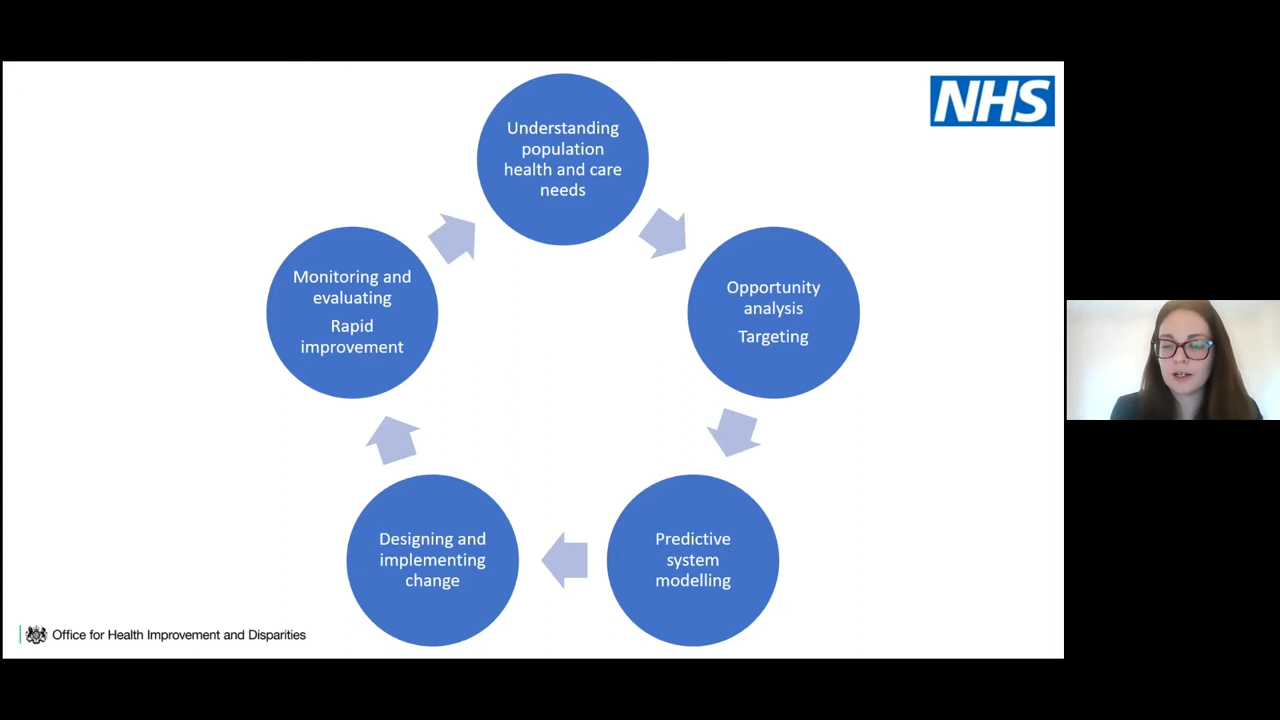 NHS
Understanding
population
health and care
needs
Monitoring and
evaluating
Rapid
improvement
Opportunity
analysis
Targeting
Designing and
implementing
change
Predictive
system
modelling
Office for Health Improvement and Disparities